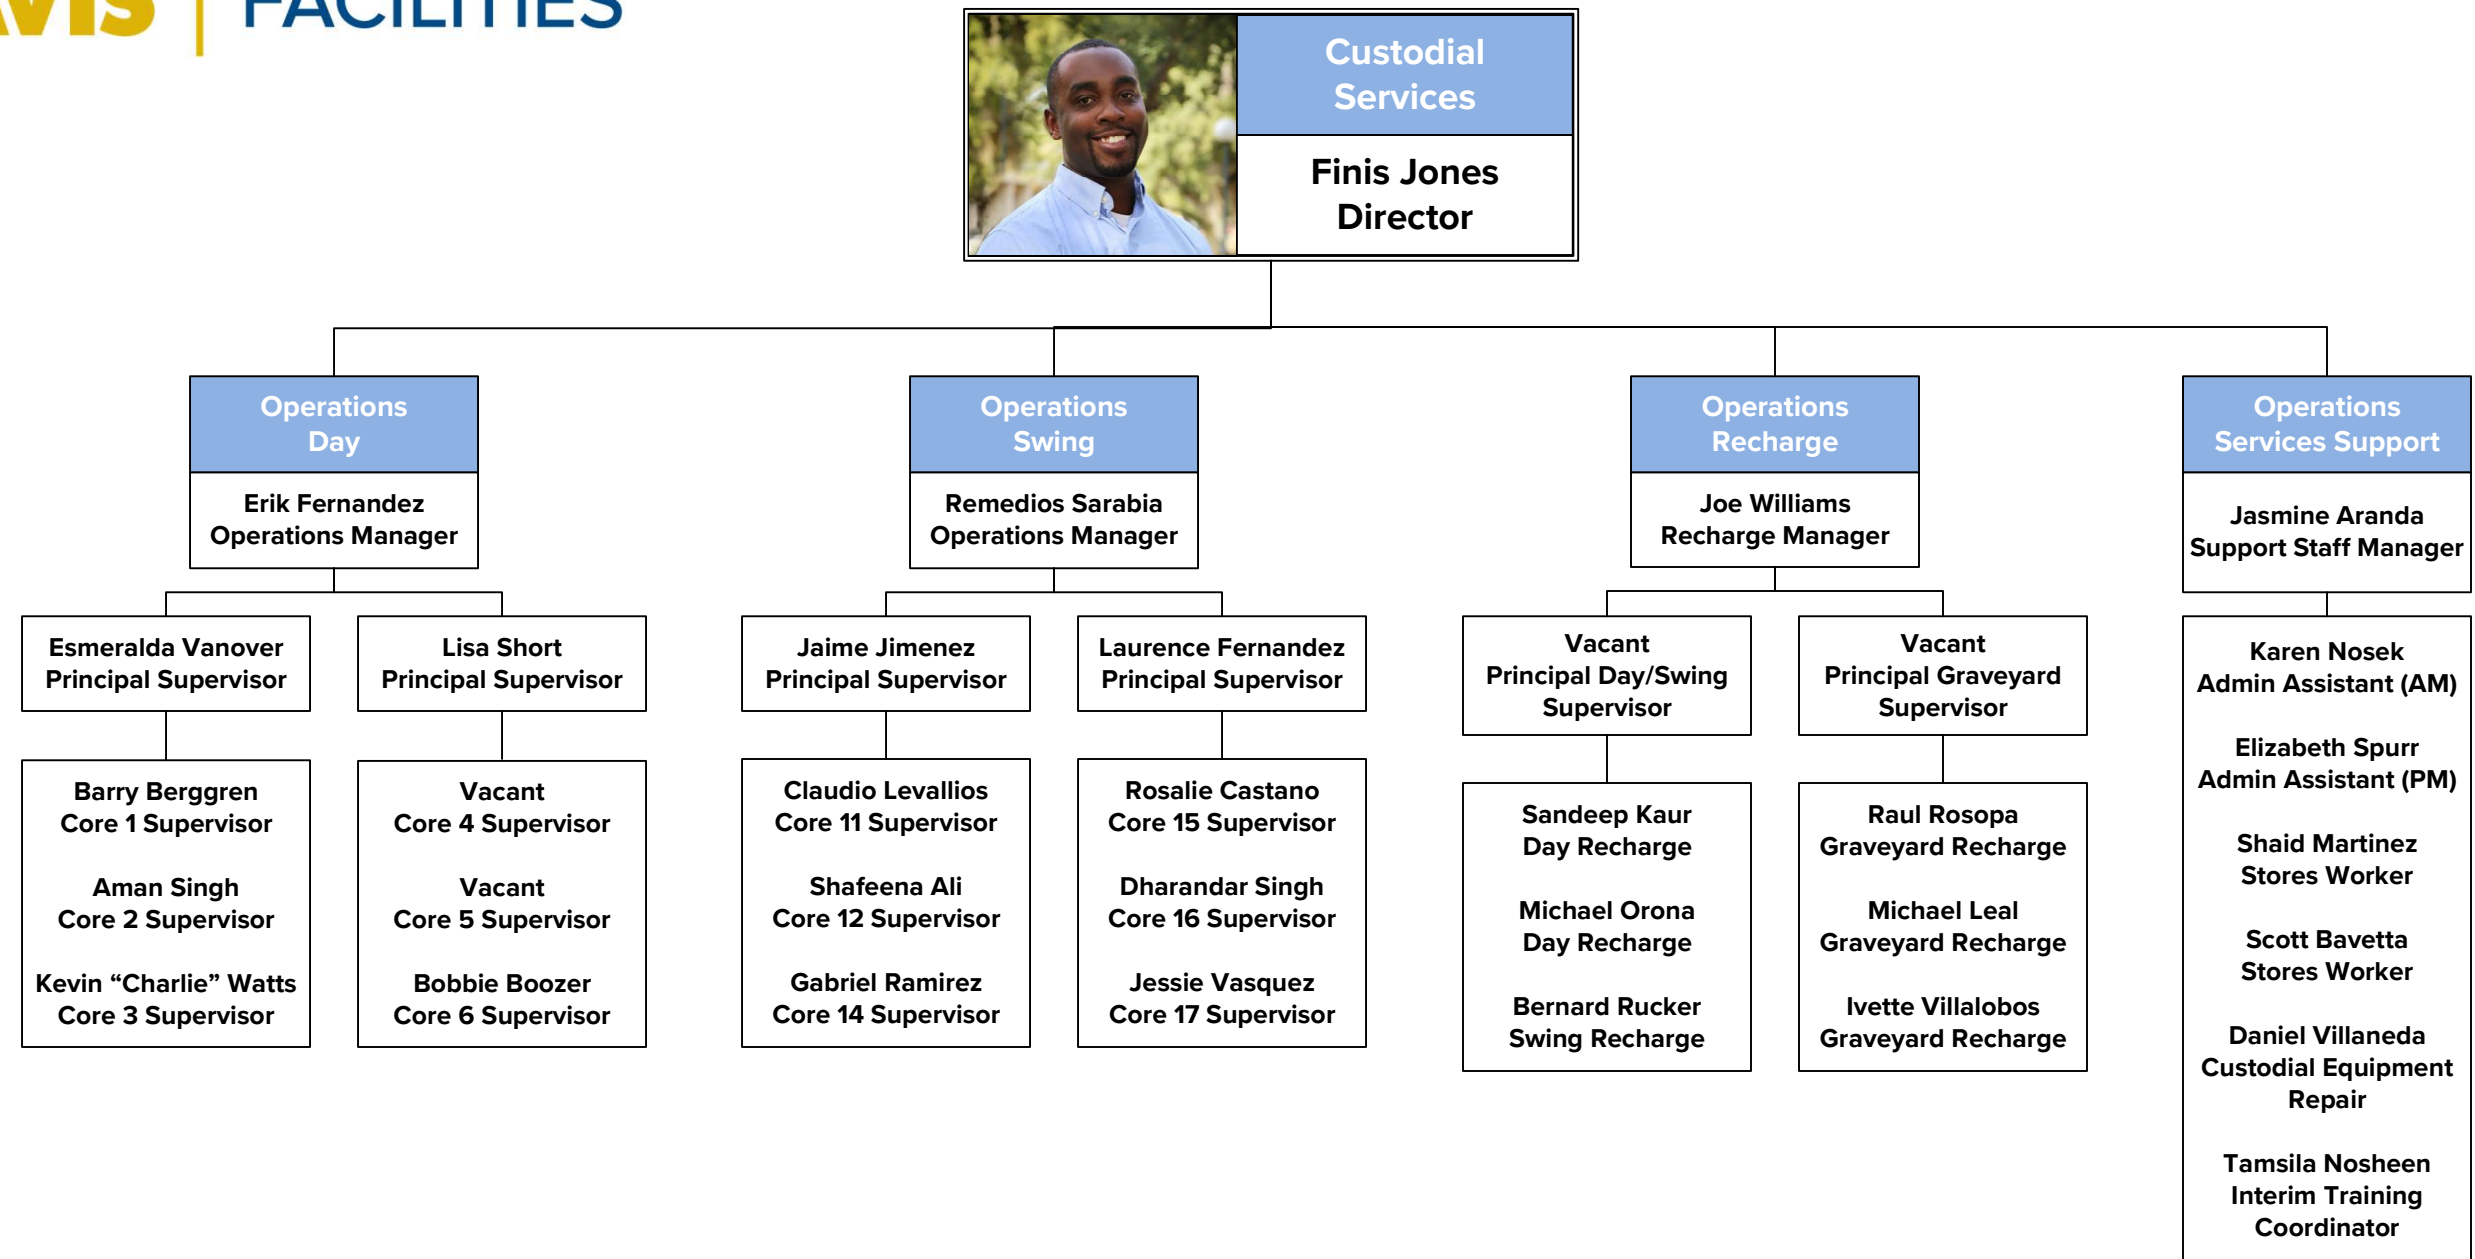 FACILITIES
Custodial
Services
Finis Jones
Director
Operations
Day
Erik Fernandez
Operations Manager
Esmeralda Vanover
Principal Supervisor
Barry Berggren
Core 1 Supervisor
Aman Singh
Core 2 Supervisor
Kevin “Charlie” Watts
Core 3 Supervisor
Lisa Short
Principal Supervisor
Vacant
Core 4 Supervisor
Vacant
Core 5 Supervisor
Bobbie Boozer
Core 6 Supervisor
Operations
Swing
Remedios Sarabia
Operations Manager
Jaime Jimenez
Principal Supervisor
Claudio Levallios
Core 11 Supervisor
Shafeena Ali
Core 12 Supervisor
Gabriel Ramirez
Core 14 Supervisor
Laurence Fernandez
Principal Supervisor
Rosalie Castano
Core 15 Supervisor
Dharandar Singh
Core 16 Supervisor
Jessie Vasquez
Core 17 Supervisor
Operations
Recharge
Joe Williams
Recharge Manager
Vacant
Principal Day/Swing
Supervisor
Sandeep Kaur
Day Recharge
Michael Orona
Day Recharge
Bernard Rucker
Swing Recharge
Vacant
Principal Graveyard
Supervisor
Raul Rosopa
Graveyard Recharge
Michael Leal
Graveyard Recharge
Ivette Villalobos
Graveyard Recharge
Operations
Services Support
Jasmine Aranda
Support Staff Manager
Karen Nosek
Admin Assistant (AM)
Elizabeth Spurr
Admin Assistant (PM)
Shaid Martinez
Stores Worker
Scott Bavetta
Stores Worker
Daniel Villaneda
Custodial Equipment
Repair
Tamsila Nosheen
Interim Training
Coordinator